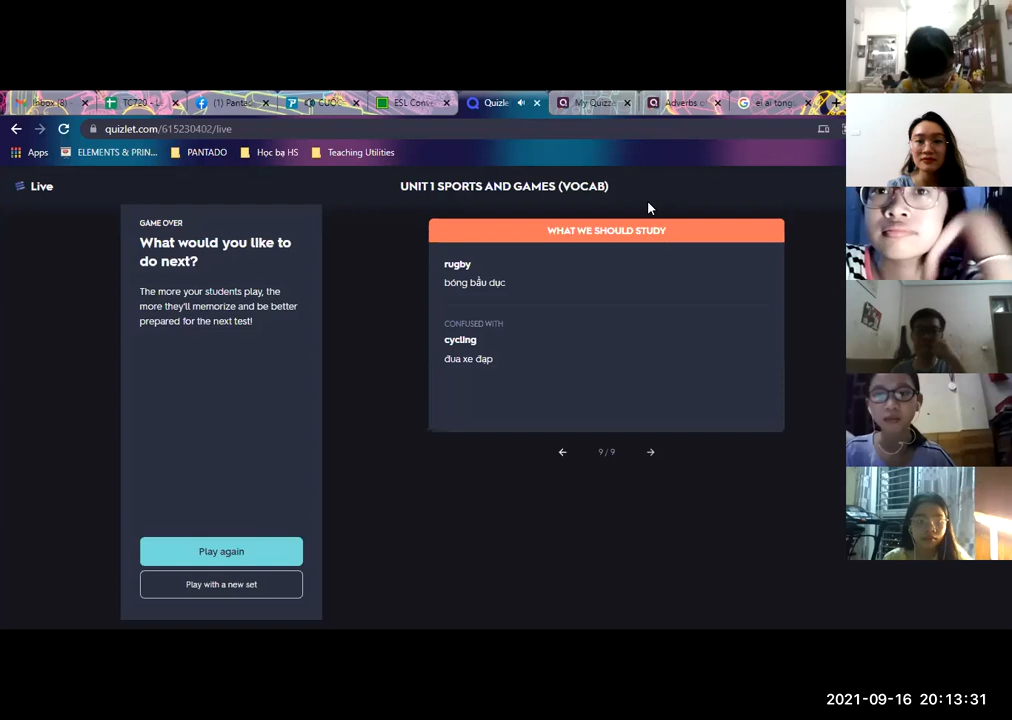 Inbox (8)
TC720 - L
(1) Panta
CUỘ
ESL Conv
Quizle
My Quizz
Adverbs o
ei ai tong
quizlet.com/615230402/live
Apps
ELEMENTS & PRIN...
PANTADO
Học bạ HS
Teaching Utilities
Live
UNIT 1 SPORTS AND GAMES (VOCAB)
GAME OVER
What would you like to
do next?
The more your students play, the
more they'll memorize and be better
prepared for the next test!
Play again
Play with a new set
WHAT WE SHOULD STUDY
rugby
bóng bầu dục
CONFUSED WITH
cycling
đua xe đạp
9 / 9
2021-09-16 20:13:31